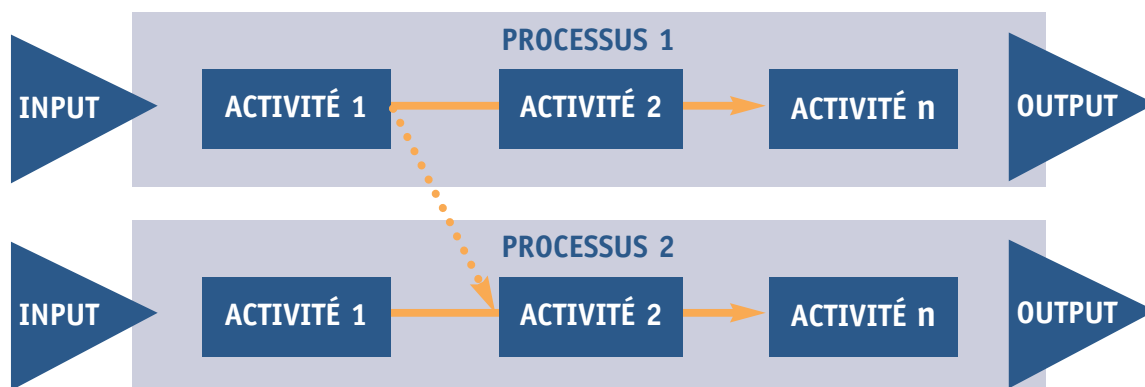 PROCESSUS 1
INPUT
ACTIVITÉ 1
ACTIVITÉ 2
ACTIVITÉ n
OUTPUT
PROCESSUS 2
INPUT
ACTIVITÉ 1
ACTIVITÉ 2
ACTIVITÉ n
OUTPUT